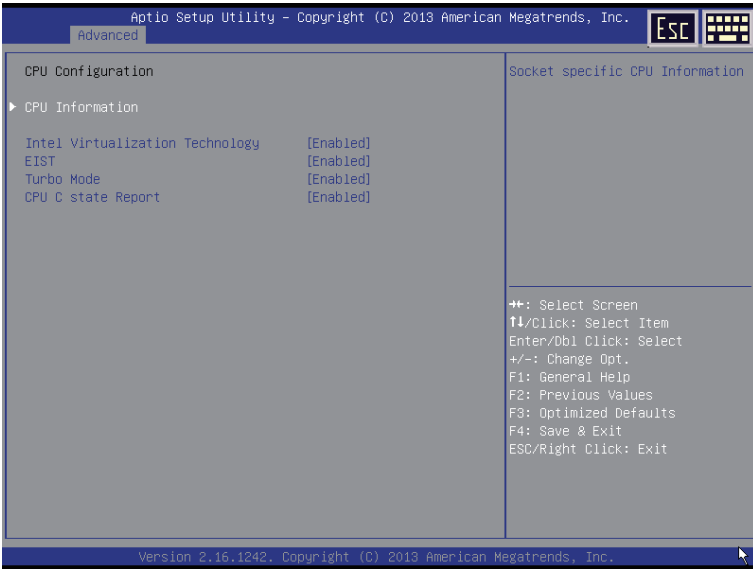 Aptio Setup Utility – Copyright (C) 2013 American Megatrends, Inc.
Esc
Advanced
CPU Configuration
CPU Information
Intel Virtualization Technology [Enabled]
EIST [Enabled]
Turbo Mode [Enabled]
CPU C state Report [Enabled]
Socket specific CPU Information
→←: Select Screen
↑↓/Click: Select Item
Enter/Dbl Click: Select
+/-: Change Opt.
F1: General Help
F2: Previous Values
F3: Optimized Defaults
F4: Save & Exit
ESC/Right Click: Exit
Version 2.16.1242. Copyright (C) 2013 American Megatrends, Inc.